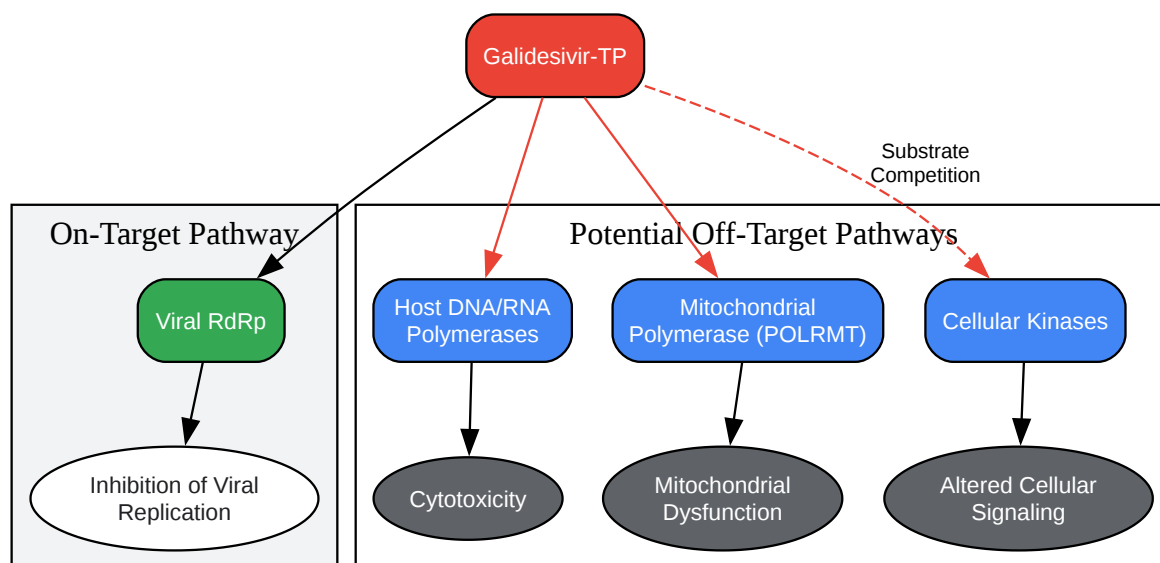 Galidesivir-TP
Substrate
Competition
On-Target Pathway
Potential Off-Target Pathways
Viral RdRp
Host DNA/RNA
Polymerases
Mitochondrial
Polymerase (POLRMT)
Cellular Kinases
Inhibition of Viral
Replication
Cytotoxicity
Mitochondrial
Dysfunction
Altered Cellular
Signaling